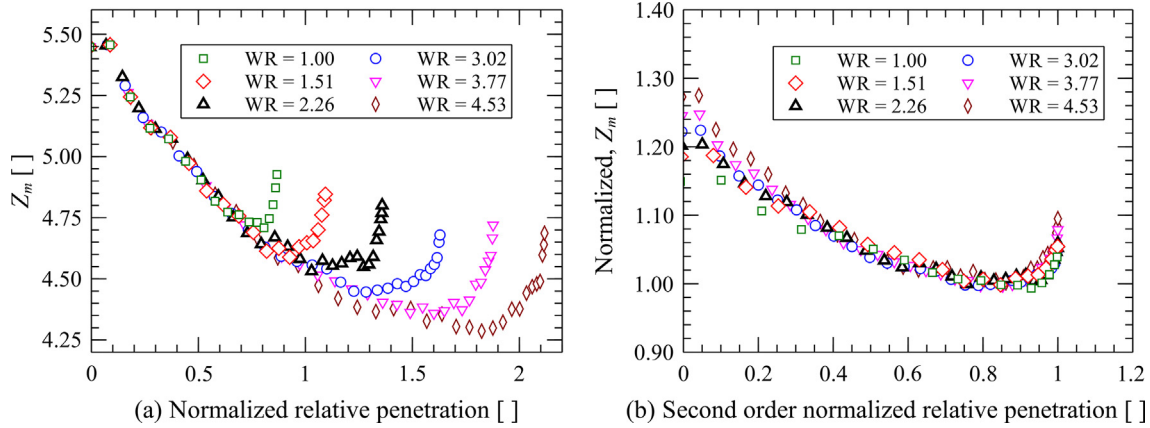 5.50
5.25
5.00
4.75
4.50
4.25
Z_m [ ]
WR = 1.00
WR = 1.51
WR = 2.26
WR = 3.02
WR = 3.77
WR = 4.53
0 0.5 1 1.5 2
(a) Normalized relative penetration [ ]
1.40
1.30
1.20
1.10
1.00
0.90
Normalized, Z_m [ ]
WR = 1.00
WR = 1.51
WR = 2.26
WR = 3.02
WR = 3.77
WR = 4.53
0 0.2 0.4 0.6 0.8 1 1.2
(b) Second order normalized relative penetration [ ]